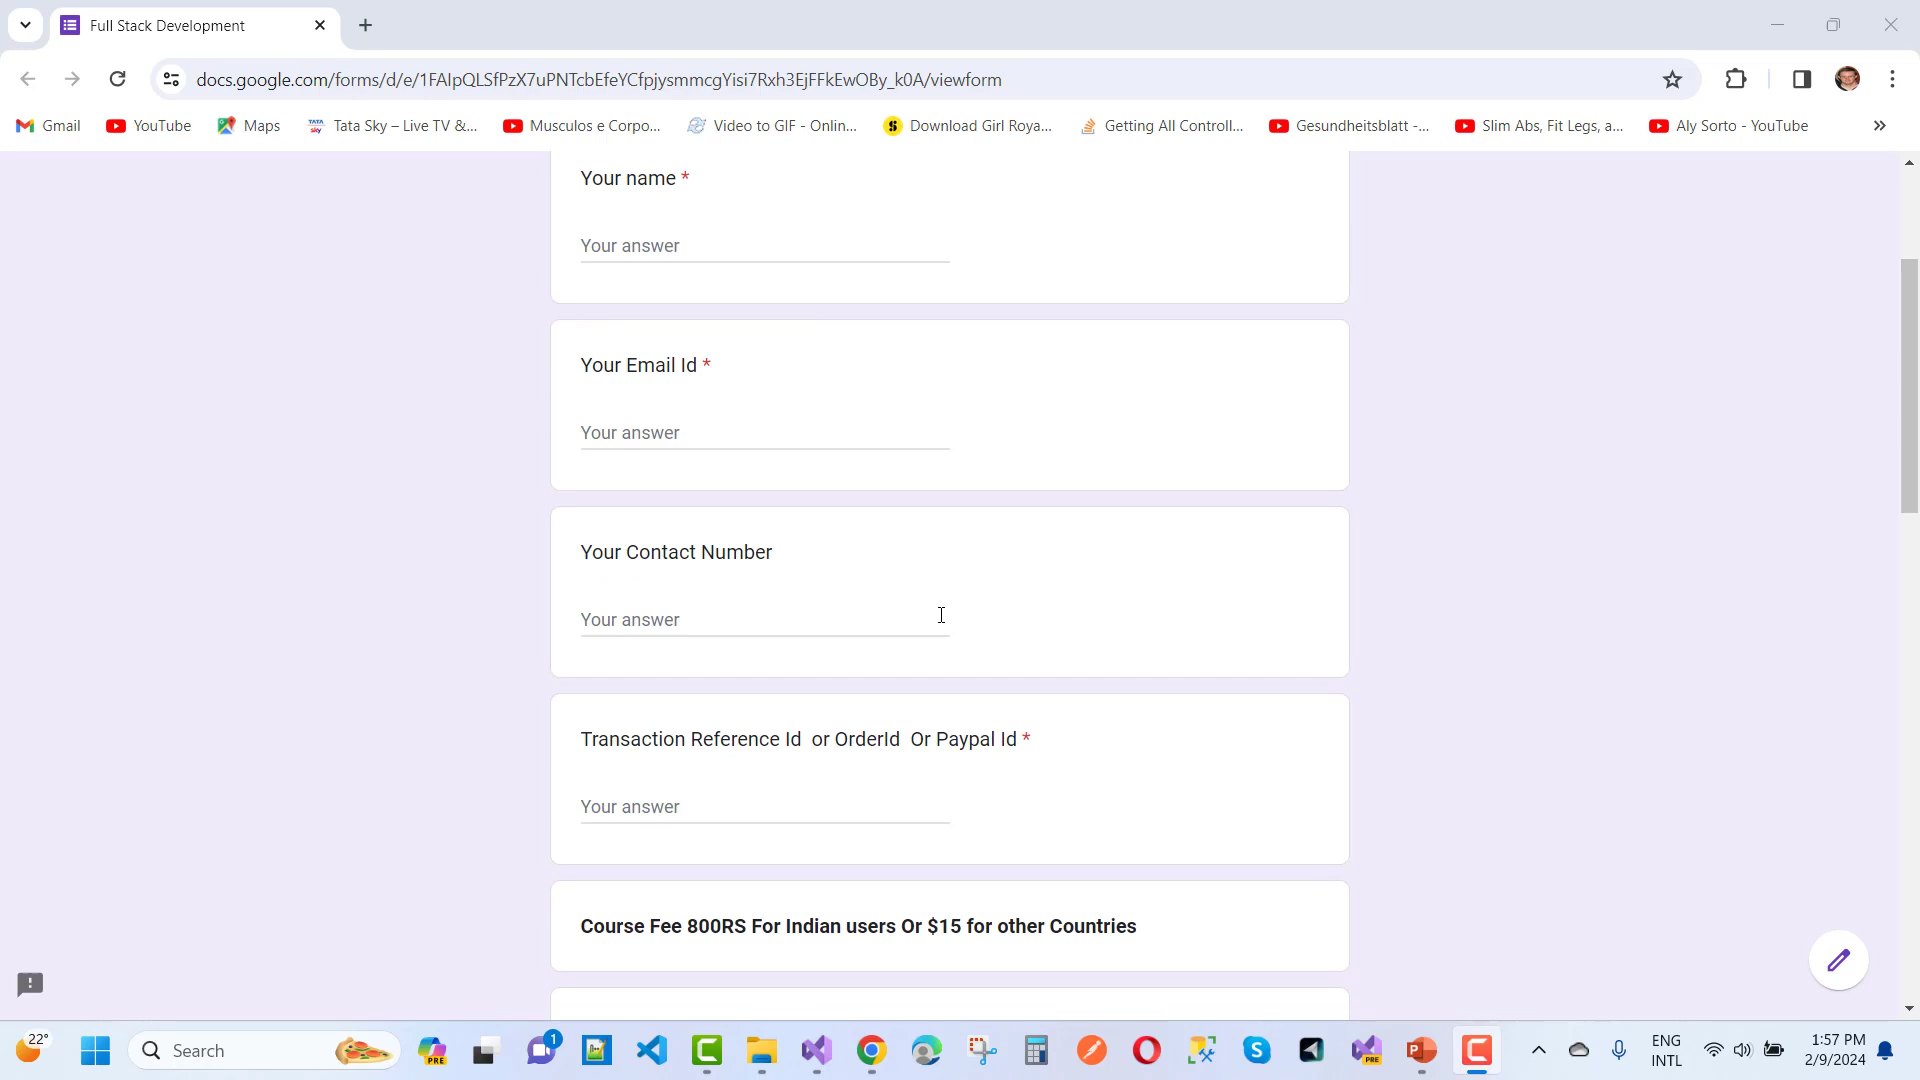 Full Stack Development
docs.google.com/forms/d/e/1FAIpQLSfPzX7uPNTcbEfeYCfpjysmmcgYisi7Rxh3EjFFkEwOBy_k0A/viewform
Gmail
YouTube
Maps
Tata Sky – Live TV &...
Musculos e Corpo...
Video to GIF - Onlin...
Download Girl Roya...
Getting All Controll...
Gesundheitsblatt -...
Slim Abs, Fit Legs, a...
Aly Sorto - YouTube
Your name *
Your answer
Your Email Id *
Your answer
Your Contact Number
Your answer
Transaction Reference Id  or OrderId  Or Paypal Id *
Your answer
Course Fee 800RS For Indian users Or $15 for other Countries
22°
Search
PRE
1
PRE
ENG
INTL
1:57 PM
2/9/2024